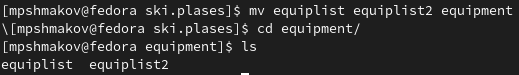 [mpshmakov@fedora ski.plases]$ mv equiplist equiplist2 equipment
\[mpshmakov@fedora ski.plases]$ cd equipment/
[mpshmakov@fedora equipment]$ ls
equiplist  equiplist2